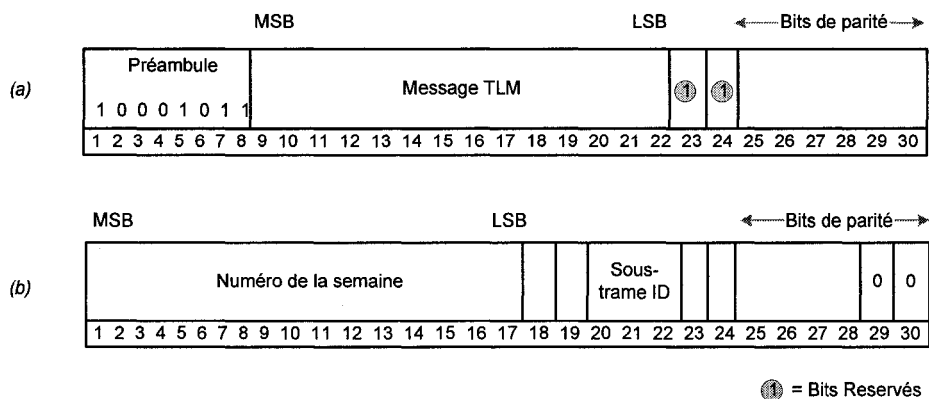 MSB LSB Bits de parité
(a) Préambule Message TLM 1 1
1 0 0 0 1 0 1 1
1 2 3 4 5 6 7 8 9 10 11 12 13 14 15 16 17 18 19 20 21 22 23 24 25 26 27 28 29 30
MSB LSB Bits de parité
(b) Numéro de la semaine Sous-
trame ID 0 0
1 2 3 4 5 6 7 8 9 10 11 12 13 14 15 16 17 18 19 20 21 22 23 24 25 26 27 28 29 30
1 = Bits Reservés